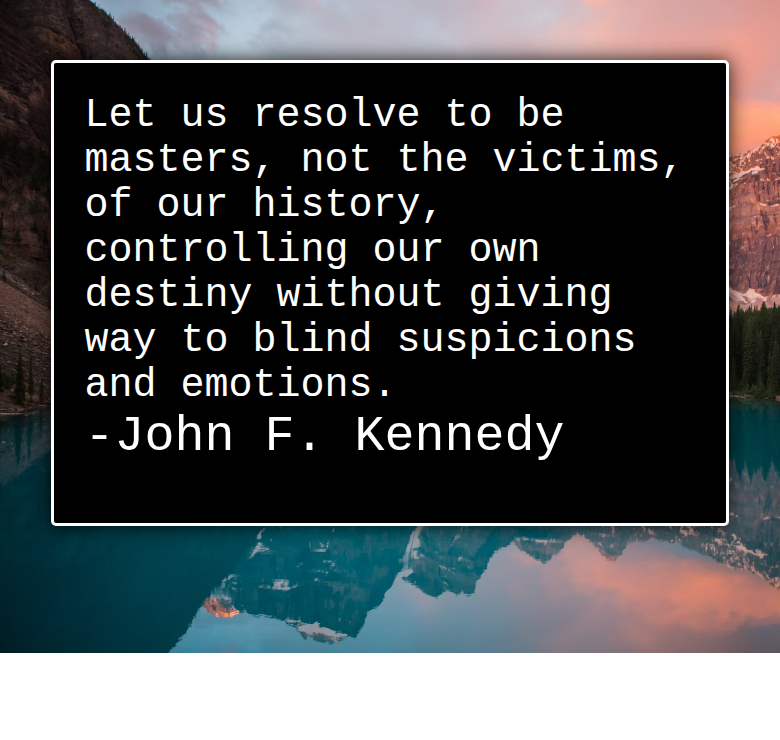 Let us resolve to be
masters, not the victims,
of our history,
controlling our own
destiny without giving
way to blind suspicions
and emotions.
-John F. Kennedy